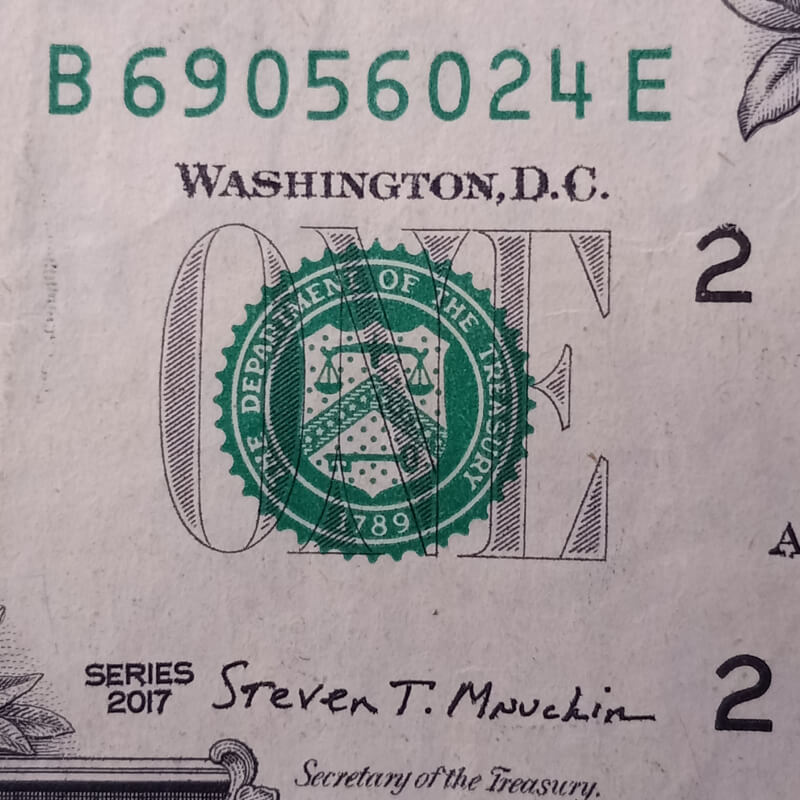 B 69056024 E
WASHINGTON, D.C.
2
ONE
THE DEPARTMENT OF THE TREASURY
1789
A
SERIES
2017
Steven T. Mnuchin
2
Secretary of the Treasury.